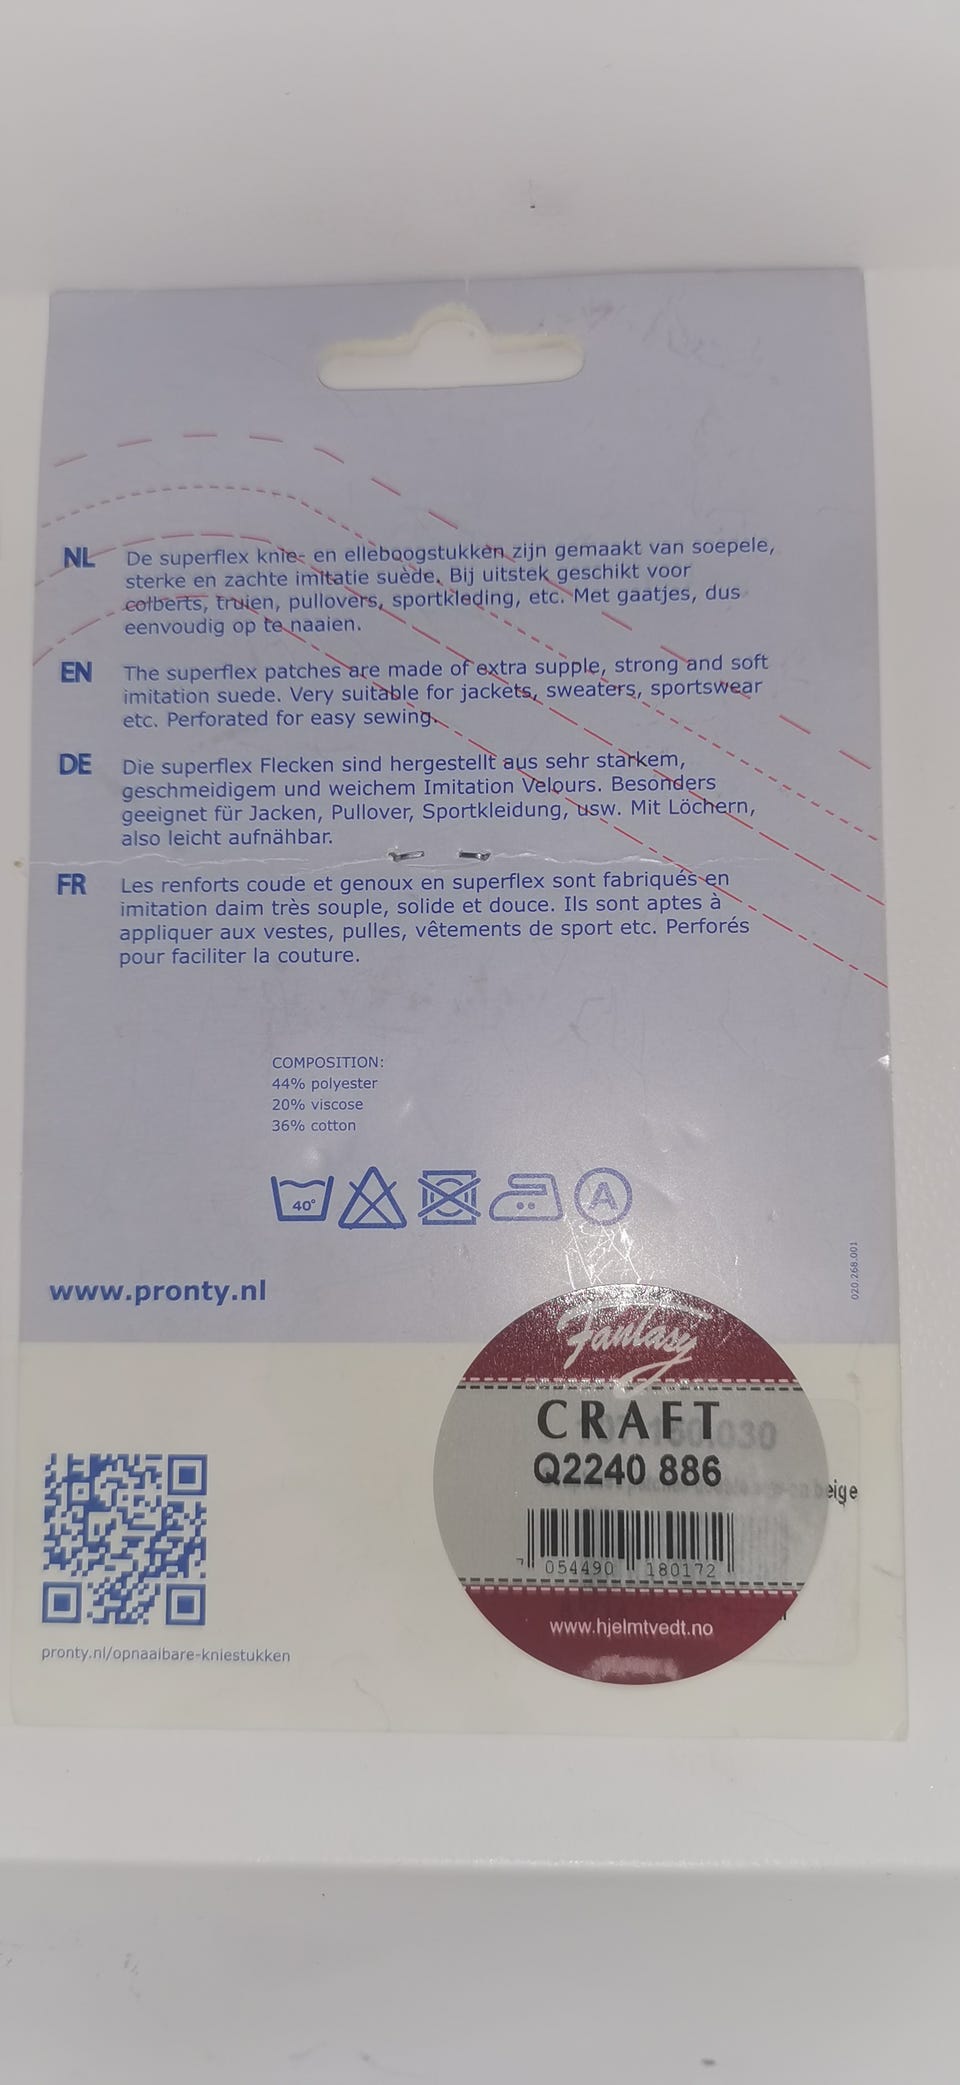 NL De superflex knie- en elleboogstukken zijn gemaakt van soepele,
sterke en zachte imitatie suède. Bij uitstek geschikt voor
colberts, truien, pullovers, sportkleding, etc. Met gaatjes, dus
eenvoudig op te naaien.
EN The superflex patches are made of extra supple, strong and soft
imitation suede. Very suitable for jackets, sweaters, sportswear
etc. Perforated for easy sewing.
DE Die superflex Flecken sind hergestellt aus sehr starkem,
geschmeidigem und weichem Imitation Velours. Besonders
geeignet für Jacken, Pullover, Sportkleidung, usw. Mit Löchern,
also leicht aufnähbar.
FR Les renforts coude et genoux en superflex sont fabriqués en
imitation daim très souple, solide et douce. Ils sont aptes à
appliquer aux vestes, pulles, vêtements de sport etc. Perforés
pour faciliter la couture.
COMPOSITION:
44% polyester
20% viscose
36% cotton
40°
A
www.pronty.nl
020.268.001
Fantasy
CRAFT
Q2240 886
eige
7 054490 180172
www.hjelmtvedt.no
pronty.nl/opnaaibare-kniestukken